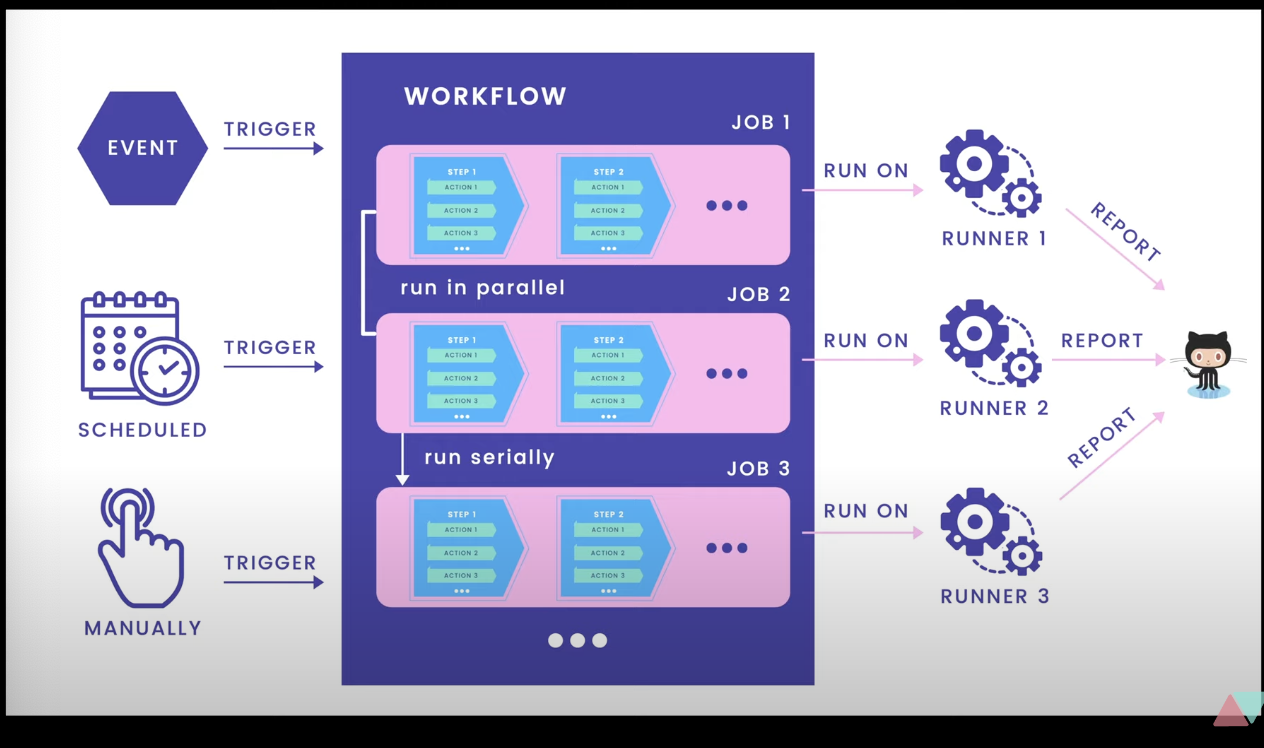 WORKFLOW
EVENT
TRIGGER
JOB 1
STEP 1
ACTION 1
ACTION 2
ACTION 3
STEP 2
ACTION 1
ACTION 2
ACTION 3
RUN ON
RUNNER 1
REPORT
run in parallel
SCHEDULED
TRIGGER
JOB 2
STEP 1
ACTION 1
ACTION 2
ACTION 3
STEP 2
ACTION 1
ACTION 2
ACTION 3
RUN ON
RUNNER 2
REPORT
run serially
MANUALLY
TRIGGER
JOB 3
STEP 1
ACTION 1
ACTION 2
ACTION 3
STEP 2
ACTION 1
ACTION 2
ACTION 3
RUN ON
RUNNER 3
REPORT